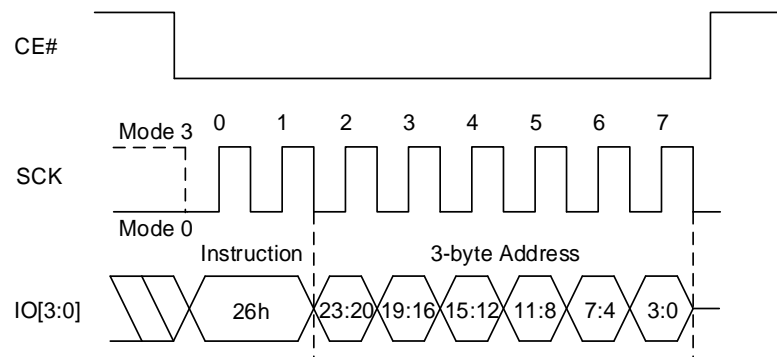 CE#
Mode 3
0 1 2 3 4 5 6 7
SCK
Mode 0
Instruction 3-byte Address
IO[3:0] 26h 23:20 19:16 15:12 11:8 7:4 3:0